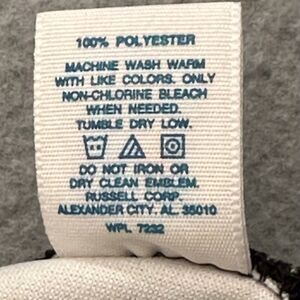 100% POLYESTER
MACHINE WASH WARM
WITH LIKE COLORS. ONLY
NON-CHLORINE BLEACH
WHEN NEEDED.
TUMBLE DRY LOW.
DO NOT IRON OR
DRY CLEAN EMBLEM.
RUSSELL CORP.
ALEXANDER CITY, AL. 35010
WPL 7232